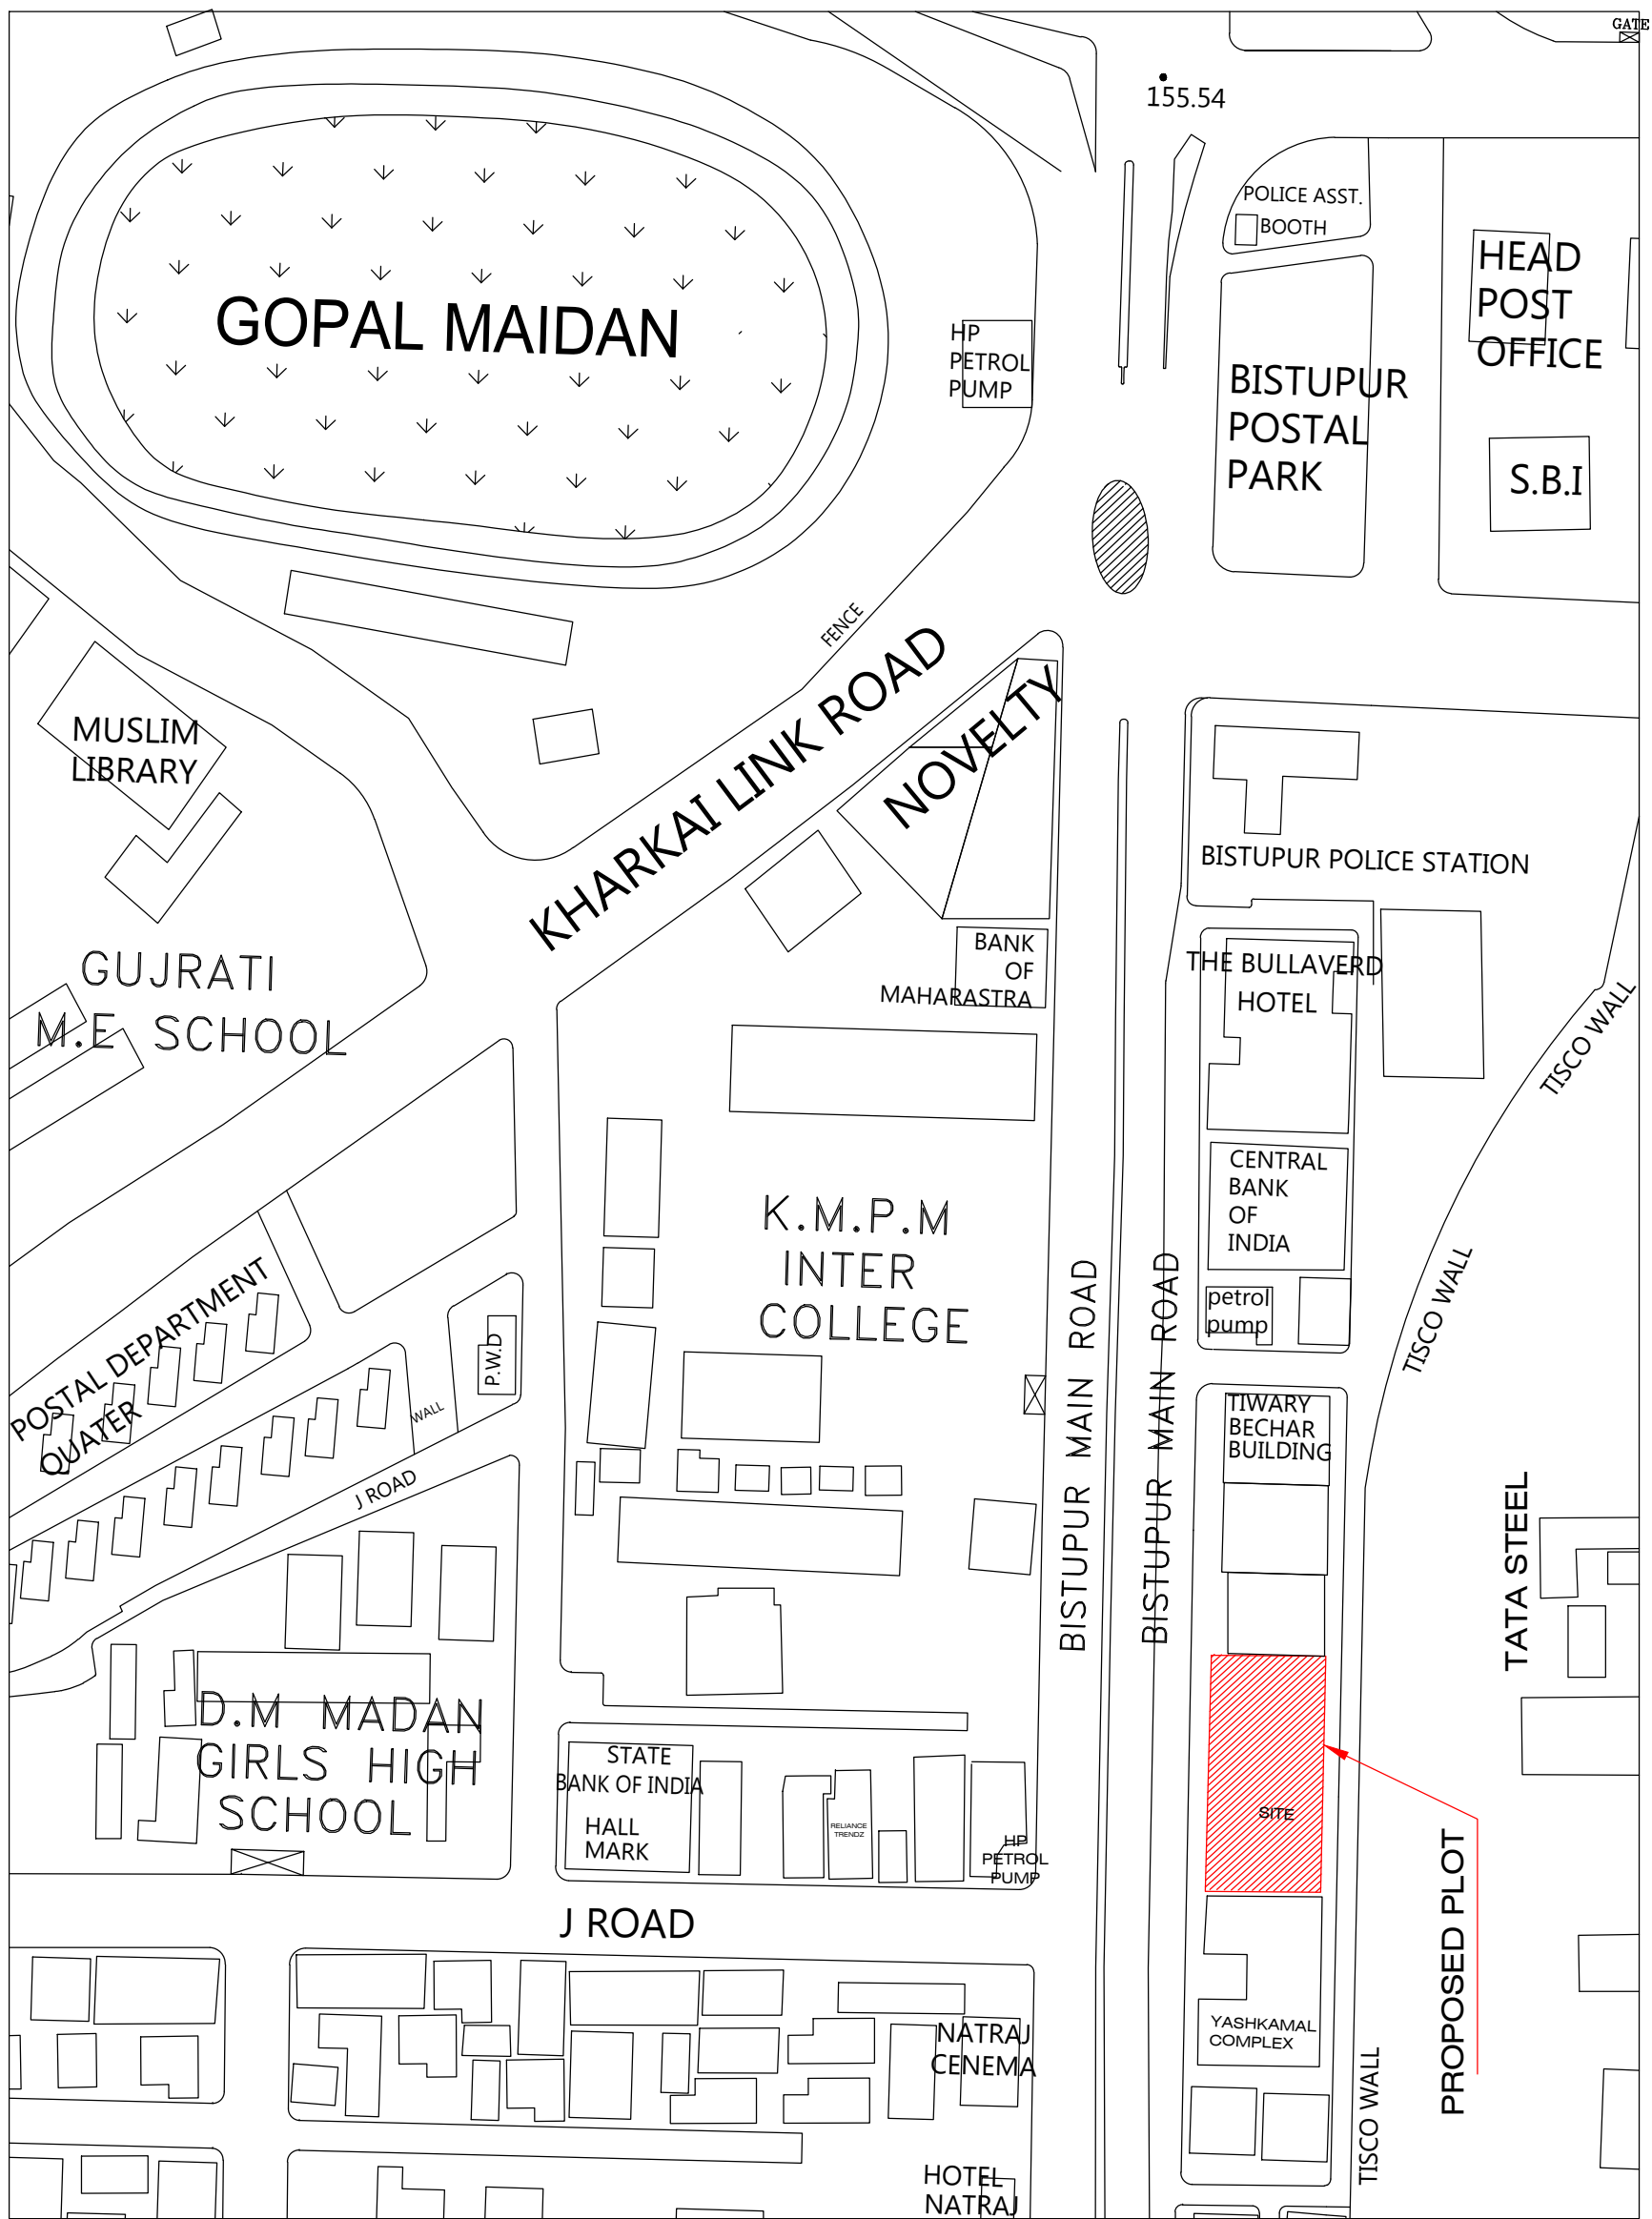 GATE
155.54
POLICE ASST.
BOOTH
HEAD
POST
OFFICE
GOPAL MAIDAN
HP
PETROL
PUMP
BISTUPUR
POSTAL
PARK
S.B.I
FENCE
KHARKAI LINK ROAD
NOVELTY
MUSLIM
LIBRARY
BISTUPUR POLICE STATION
GUJRATI
M.E SCHOOL
BANK
OF
MAHARASTRA
THE BULLAVERD
HOTEL
TISCO WALL
CENTRAL
BANK
OF
INDIA
K.M.P.M
INTER
COLLEGE
BISTUPUR MAIN ROAD
BISTUPUR MAIN ROAD
petrol
pump
TISCO WALL
POSTAL DEPARTMENT
QUATER
P.W.D
WALL
J ROAD
TIWARY
BECHAR
BUILDING
TATA STEEL
D.M MADAN
GIRLS HIGH
SCHOOL
STATE
BANK OF INDIA
HALL
MARK
RELIANCE
TRENDZ
HP
PETROL
PUMP
SITE
PROPOSED PLOT
J ROAD
YASHKAMAL
COMPLEX
NATRAJ
CENEMA
TISCO WALL
HOTEL
NATRAJ